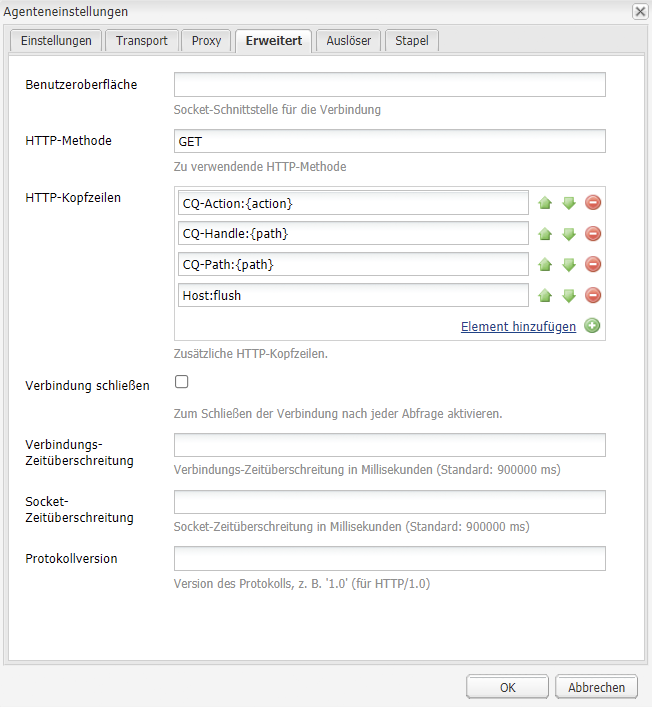 Agenteneinstellungen
Einstellungen Transport Proxy Erweitert Auslöser Stapel
Benutzeroberfläche
Socket-Schnittstelle für die Verbindung
HTTP-Methode GET
Zu verwendende HTTP-Methode
HTTP-Kopfzeilen CQ-Action:{action}
CQ-Handle:{path}
CQ-Path:{path}
Host:flush
Element hinzufügen
Zusätzliche HTTP-Kopfzeilen.
Verbindung schließen
Zum Schließen der Verbindung nach jeder Abfrage aktivieren.
Verbindungs-
Zeitüberschreitung
Verbindungs-Zeitüberschreitung in Millisekunden (Standard: 900000 ms)
Socket-
Zeitüberschreitung
Socket-Zeitüberschreitung in Millisekunden (Standard: 900000 ms)
Protokollversion
Version des Protokolls, z. B. '1.0' (für HTTP/1.0)
OK Abbrechen